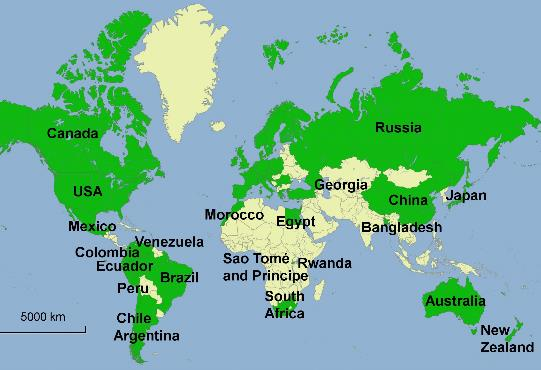 Canada
Russia
USA
Georgia
China
Japan
Morocco
Egypt
Mexico
Bangladesh
Venezuela
Colombia
Ecuador
Sao Tomé
and Principe
Rwanda
Brazil
Peru
South
Africa
Australia
5000 km
Chile
Argentina
New
Zealand